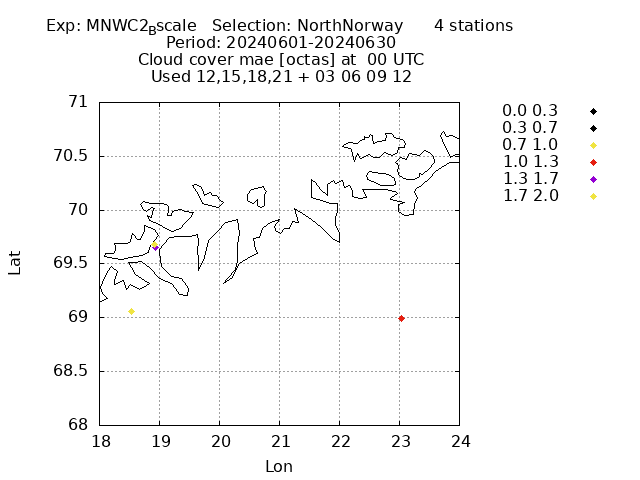 Exp: MNWC2_Bscale   Selection: NorthNorway      4 stations
Period: 20240601-20240630
Cloud cover mae [octas] at  00 UTC
Used 12,15,18,21 + 03 06 09 12
0.0 0.3
0.3 0.7
0.7 1.0
1.0 1.3
1.3 1.7
1.7 2.0
71
70.5
70
69.5
69
68.5
68
Lat
18 19 20 21 22 23 24
Lon